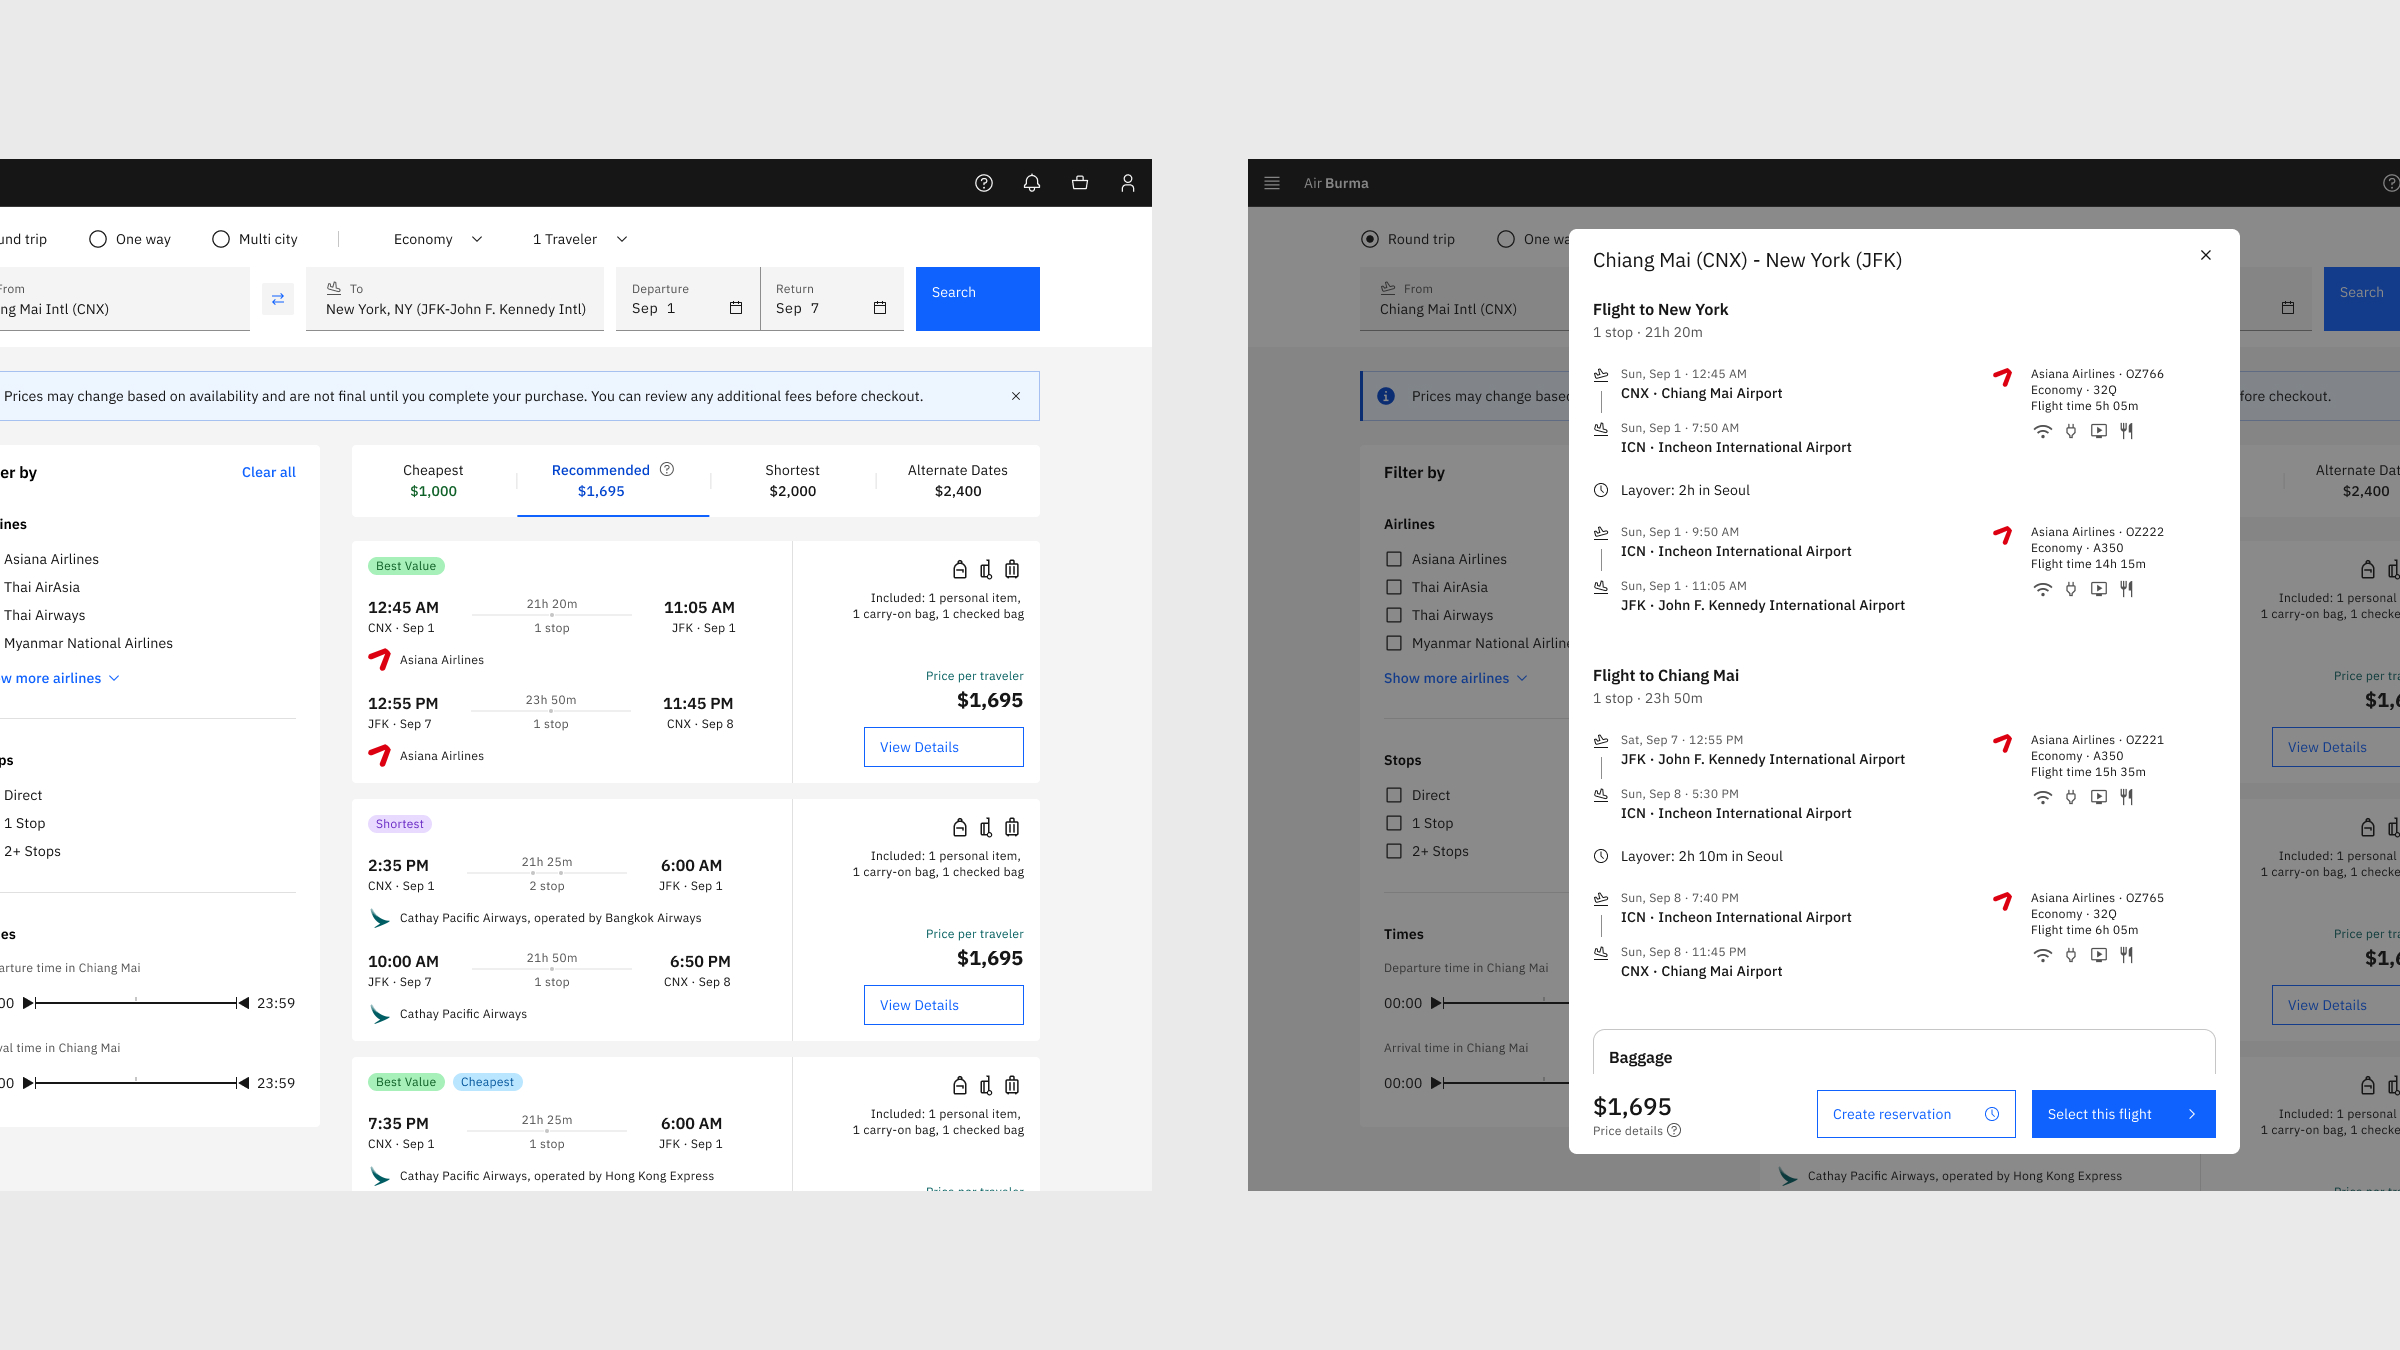 und trip
One way
Multi city
Economy
1 Traveler
From
ng Mai Intl (CNX)
To
New York, NY (JFK-John F. Kennedy Intl)
Departure
Sep 1
Return
Sep 7
Search
Prices may change based on availability and are not final until you complete your purchase. You can review any additional fees before checkout.
er by
Clear all
lines
Asiana Airlines
Thai AirAsia
Thai Airways
Myanmar National Airlines
w more airlines
ps
Direct
1 Stop
2+ Stops
es
arture time in Chiang Mai
00
23:59
val time in Chiang Mai
00
23:59
Cheapest
$1,000
Recommended
$1,695
Shortest
$2,000
Alternate Dates
$2,400
Best Value
12:45 AM
21h 20m
11:05 AM
CNX · Sep 1
1 stop
JFK · Sep 1
Asiana Airlines
12:55 PM
23h 50m
11:45 PM
JFK · Sep 7
1 stop
CNX · Sep 8
Asiana Airlines
Included: 1 personal item,
1 carry-on bag, 1 checked bag
Price per traveler
$1,695
View Details
Shortest
2:35 PM
21h 25m
6:00 AM
CNX · Sep 1
2 stop
JFK · Sep 1
Cathay Pacific Airways, operated by Bangkok Airways
10:00 AM
21h 50m
6:50 PM
JFK · Sep 7
1 stop
CNX · Sep 8
Cathay Pacific Airways
Included: 1 personal item,
1 carry-on bag, 1 checked bag
Price per traveler
$1,695
View Details
Best Value
Cheapest
7:35 PM
21h 25m
6:00 AM
CNX · Sep 1
1 stop
JFK · Sep 1
Cathay Pacific Airways, operated by Hong Kong Express
Included: 1 personal item,
1 carry-on bag, 1 checked bag
Price per traveler
Air Burma
Round trip
One wa
From
Chiang Mai Intl (CNX)
Search
Prices may change base
fore checkout.
Filter by
Airlines
Asiana Airlines
Thai AirAsia
Thai Airways
Myanmar National Airline
Show more airlines
Stops
Direct
1 Stop
2+ Stops
Times
Departure time in Chiang Mai
00:00
Arrival time in Chiang Mai
00:00
Chiang Mai (CNX) - New York (JFK)
Flight to New York
1 stop · 21h 20m
Sun, Sep 1 · 12:45 AM
CNX · Chiang Mai Airport
Sun, Sep 1 · 7:50 AM
ICN · Incheon International Airport
Asiana Airlines · OZ766
Economy · 32Q
Flight time 5h 05m
Layover: 2h in Seoul
Sun, Sep 1 · 9:50 AM
ICN · Incheon International Airport
Sun, Sep 1 · 11:05 AM
JFK · John F. Kennedy International Airport
Asiana Airlines · OZ222
Economy · A350
Flight time 14h 15m
Flight to Chiang Mai
1 stop · 23h 50m
Sat, Sep 7 · 12:55 PM
JFK · John F. Kennedy International Airport
Sun, Sep 8 · 5:30 PM
ICN · Incheon International Airport
Asiana Airlines · OZ221
Economy · A350
Flight time 15h 35m
Layover: 2h 10m in Seoul
Sun, Sep 8 · 7:40 PM
ICN · Incheon International Airport
Sun, Sep 8 · 11:45 PM
CNX · Chiang Mai Airport
Asiana Airlines · OZ765
Economy · 32Q
Flight time 6h 05m
Baggage
$1,695
Price details
Create reservation
Select this flight
Alternate Dat
$2,400
Included: 1 personal
1 carry-on bag, 1 check
Price per tra
$1,6
View Details
Included: 1 personal
1 carry-on bag, 1 check
Price per tra
$1,6
View Details
Included: 1 personal
1 carry-on bag, 1 check
Cathay Pacific Airways, operated by Hong Kong Express